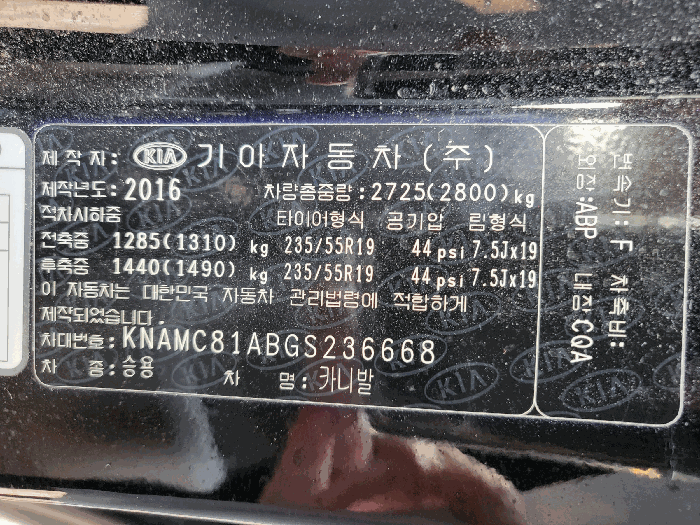 제작자: KIA 기아자동차(주)
제작년도:2016 차량총중량:2725(2800)kg
적차시하중 타이어형식 공기압 림형식
전축중 1285(1310) kg 235/55R19 44 psi 7.5Jx19
후축중 1440(1490) kg 235/55R19 44 psi 7.5Jx19
이 자동차는 대한민국 자동차 관리법령에 적합하게
제작되었습니다.
차대번호: KNAMC81ABGS236668
차 종: 승용 차 명: 카니발
변속기: F 차축비:
외장:ABP 내장CQA